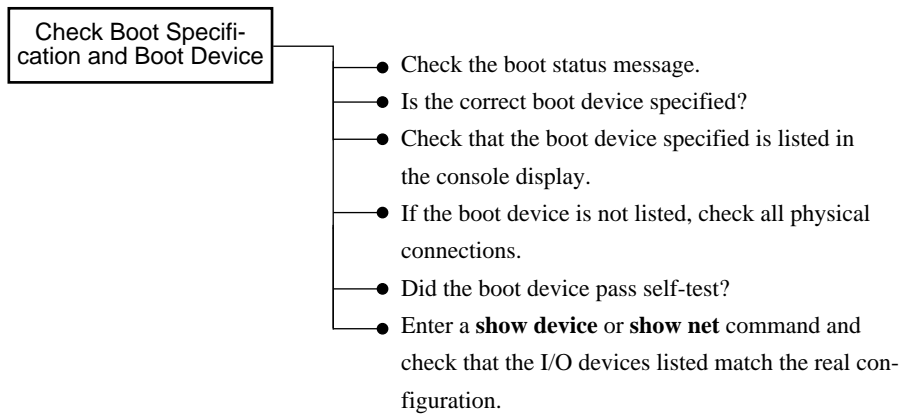 Check Boot Specifi-
cation and Boot Device
Check the boot status message.
Is the correct boot device specified?
Check that the boot device specified is listed in
the console display.
If the boot device is not listed, check all physical
connections.
Did the boot device pass self-test?
Enter a show device or show net command and
check that the I/O devices listed match the real con-
figuration.